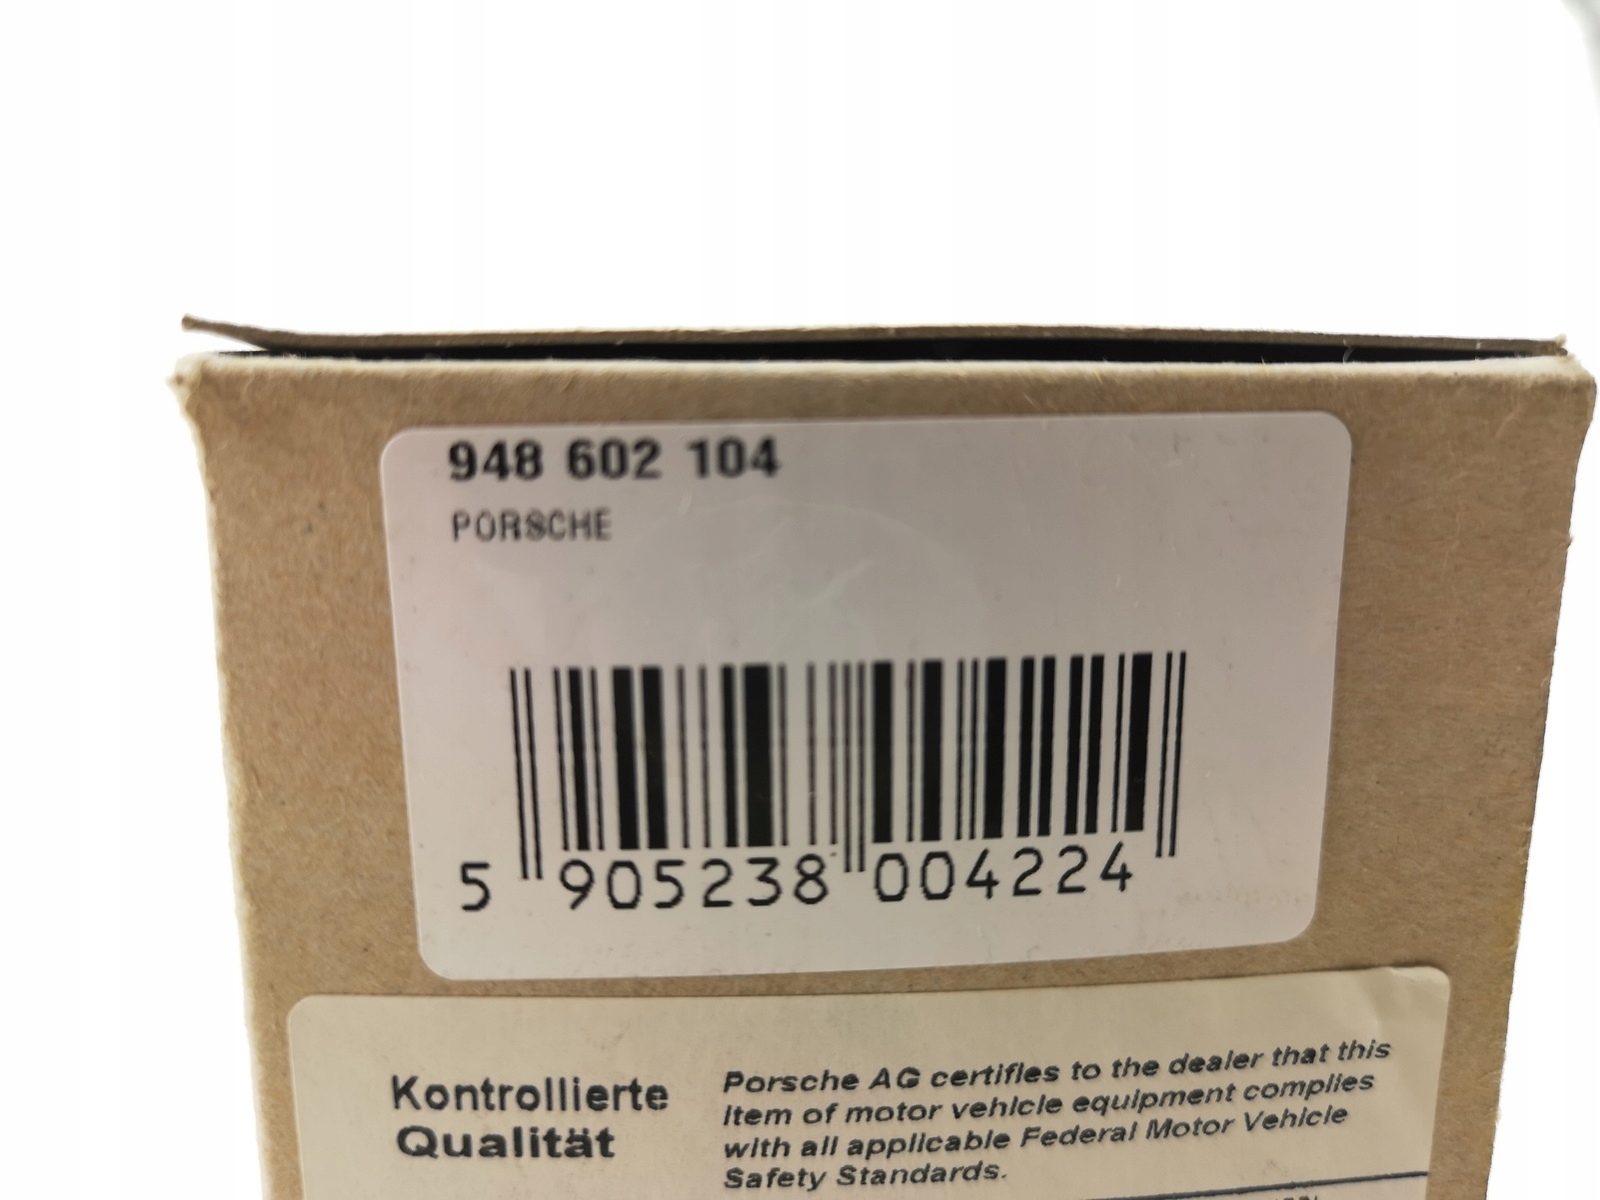 948 602 104
PORSCHE
5 905238 004224
Kontrollierte
Qualität
Porsche AG certifies to the dealer that this
item of motor vehicle equipment complies
with all applicable Federal Motor Vehicle
Safety Standards.